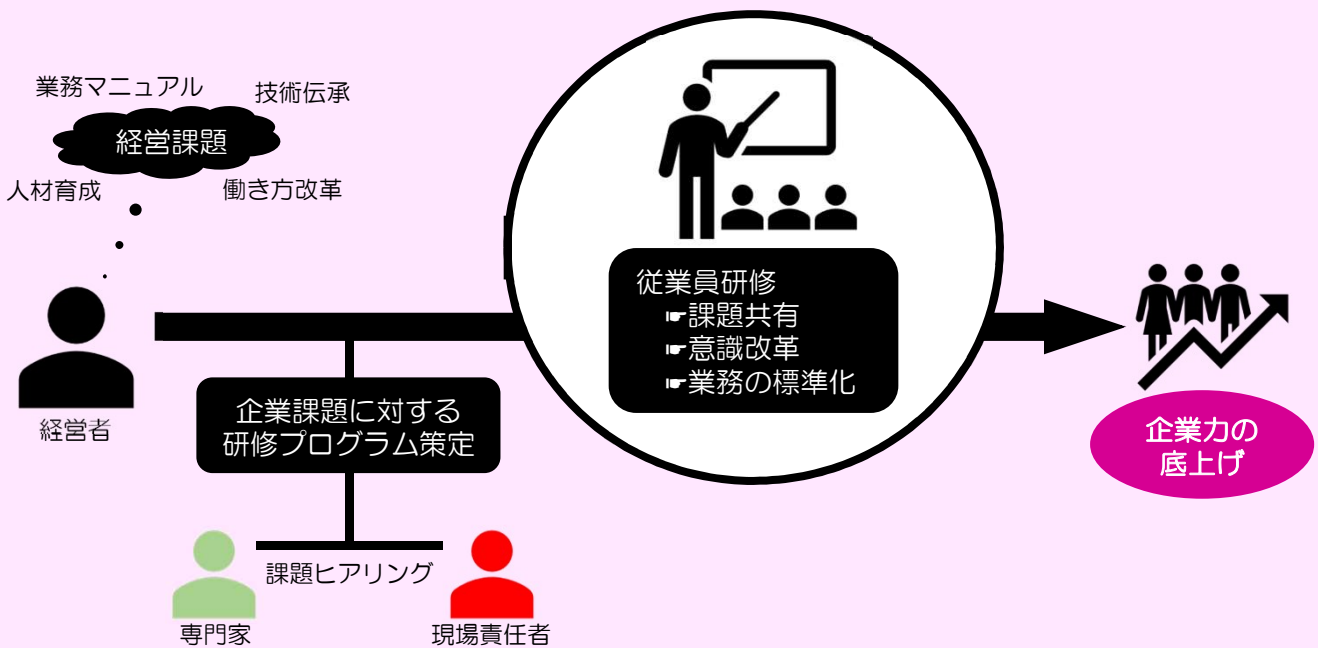 業務マニュアル
技術伝承
経営課題
人材育成
働き方改革
経営者
企業課題に対する
研修プログラム策定
課題ヒアリング
専門家
現場責任者
従業員研修
☛課題共有
☛意識改革
☛業務の標準化
企業力の
底上げ